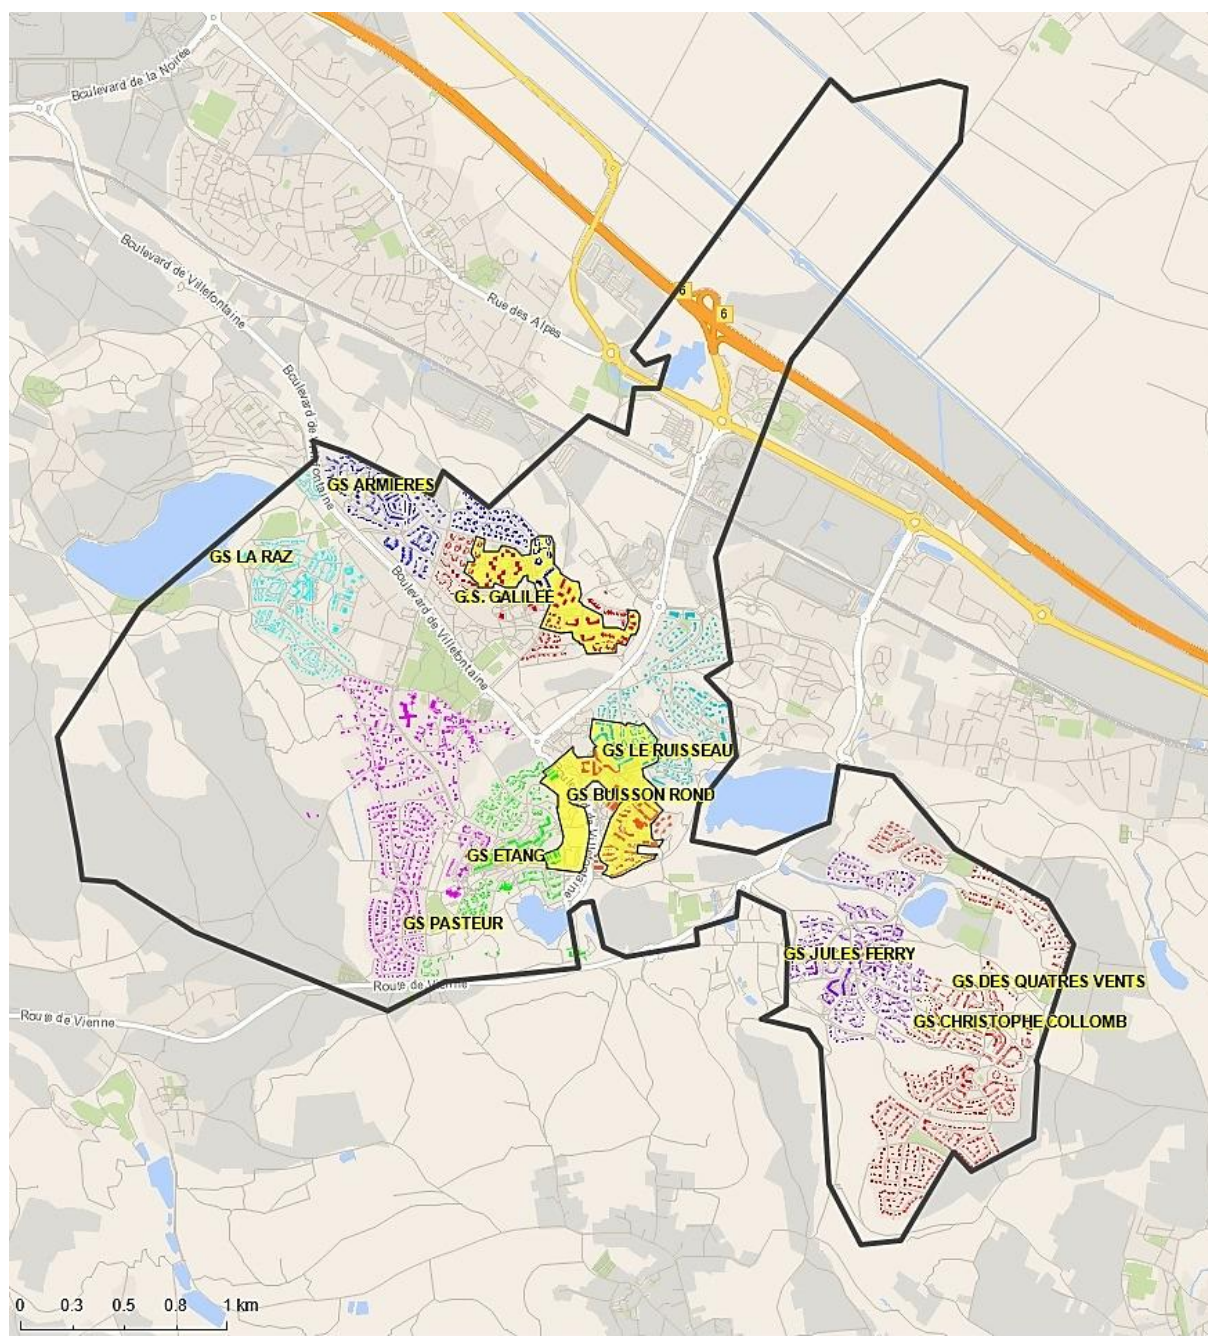 Boulevard de la Noirée
Boulevard de Villefontaine
Rue des Alpes
6
6
Boulevard de Villefontaine
GS ARMIERES
GS LA RAZ
Boulevard de Villefontaine
G.S. GALILEE
GS LE RUISSEAU
GS BUISSON ROND
GS ETANG
GS PASTEUR
GS JULES FERRY
GS DES QUATRES VENTS
Route de Vienne
GS CHRISTOPHE COLLOMB
Route de Vienne
0 0.3 0.5 0.8 1 km